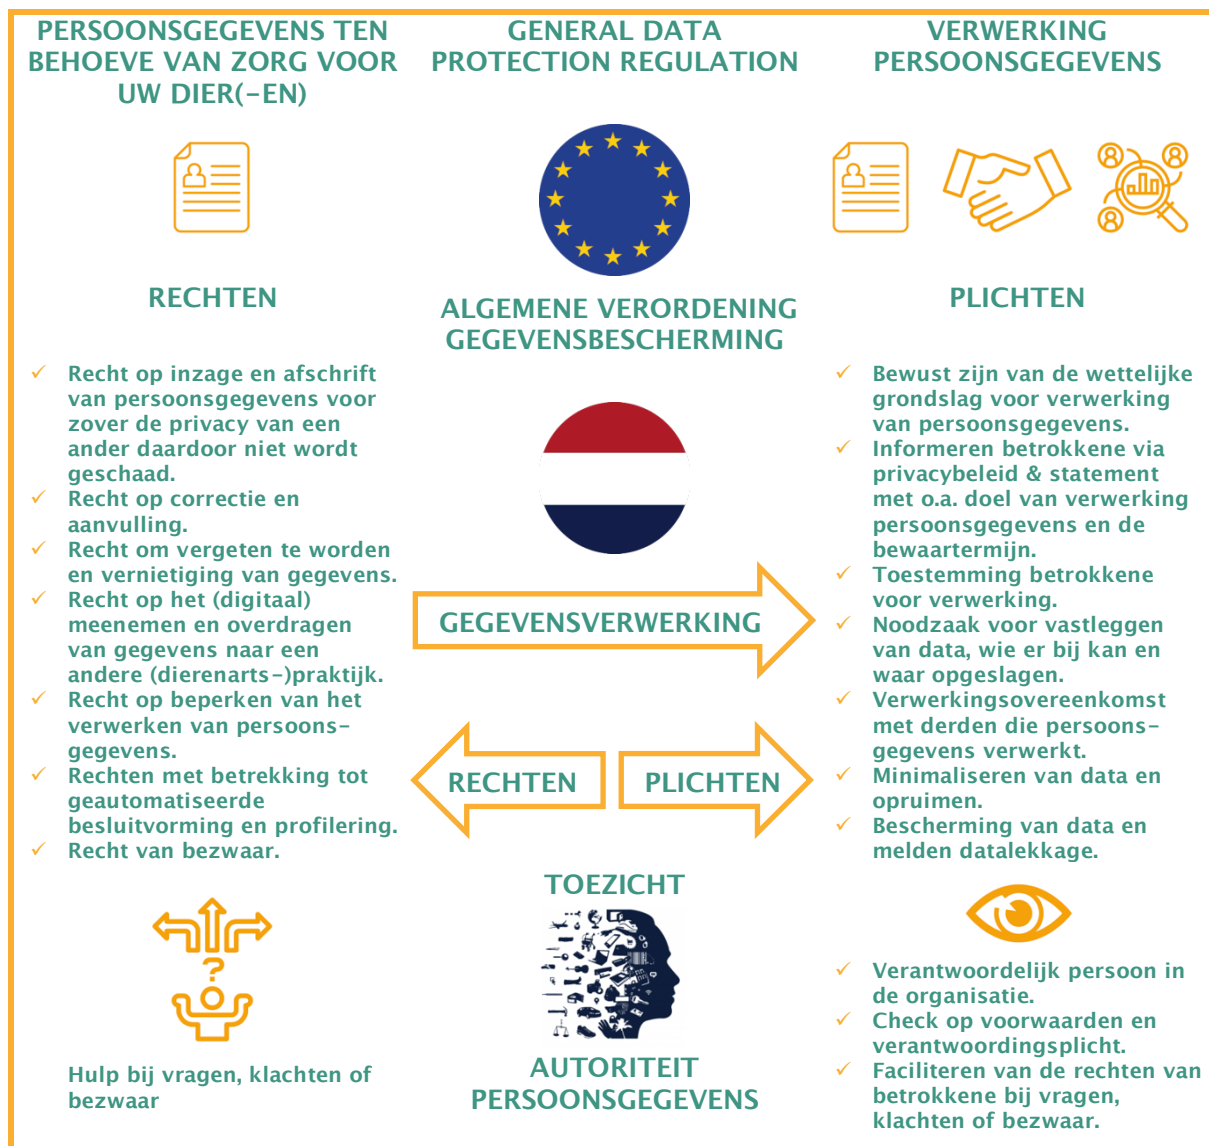 PERSOONSGEGEVENS TEN
BEHOEVE VAN ZORG VOOR
UW DIER(-EN)
RECHTEN
✓ Recht op inzage en afschrift
van persoonsgegevens voor
zover de privacy van een
ander daardoor niet wordt
geschaad.
✓ Recht op correctie en
aanvulling.
✓ Recht om vergeten te worden
en vernietiging van gegevens.
✓ Recht op het (digitaal)
meenemen en overdragen
van gegevens naar een
andere (dierenarts-)praktijk.
✓ Recht op beperken van het
verwerken van persoons-
gegevens.
✓ Rechten met betrekking tot
geautomatiseerde
besluitvorming en profilering.
✓ Recht van bezwaar.
?
Hulp bij vragen, klachten of
bezwaar
GENERAL DATA
PROTECTION REGULATION
ALGEMENE VERORDENING
GEGEVENSBESCHERMING
GEGEVENSVERWERKING
RECHTEN
PLICHTEN
TOEZICHT
AUTORITEIT
PERSOONSGEGEVENS
VERWERKING
PERSOONSGEGEVENS
PLICHTEN
✓ Bewust zijn van de wettelijke
grondslag voor verwerking
van persoonsgegevens.
✓ Informeren betrokkene via
privacybeleid & statement
met o.a. doel van verwerking
persoonsgegevens en de
bewaartermijn.
✓ Toestemming betrokkene
voor verwerking.
✓ Noodzaak voor vastleggen
van data, wie er bij kan en
waar opgeslagen.
✓ Verwerkingsovereenkomst
met derden die persoons-
gegevens verwerkt.
✓ Minimaliseren van data en
opruimen.
✓ Bescherming van data en
melden datalekkage.
✓ Verantwoordelijk persoon in
de organisatie.
✓ Check op voorwaarden en
verantwoordingsplicht.
✓ Faciliteren van de rechten van
betrokkene bij vragen,
klachten of bezwaar.